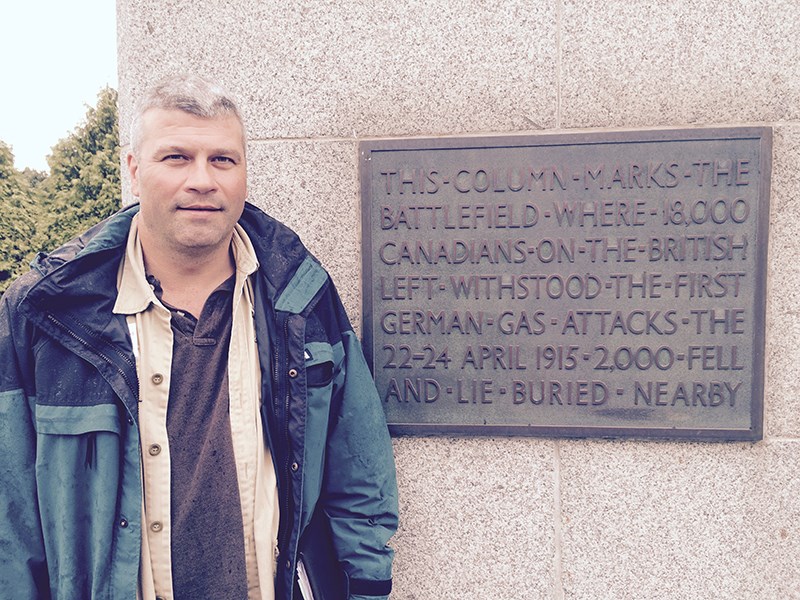 THIS-COLUMN-MARKS-THE
BATTLEFIELD-WHERE-18,000
CANADIANS-ON-THE-BRITISH
LEFT-WITHSTOOD-THE-FIRST
GERMAN-GAS-ATTACKS-THE
22-24 APRIL 1915-2,000-FELL
AND-LIE-BURIED-NEARBY